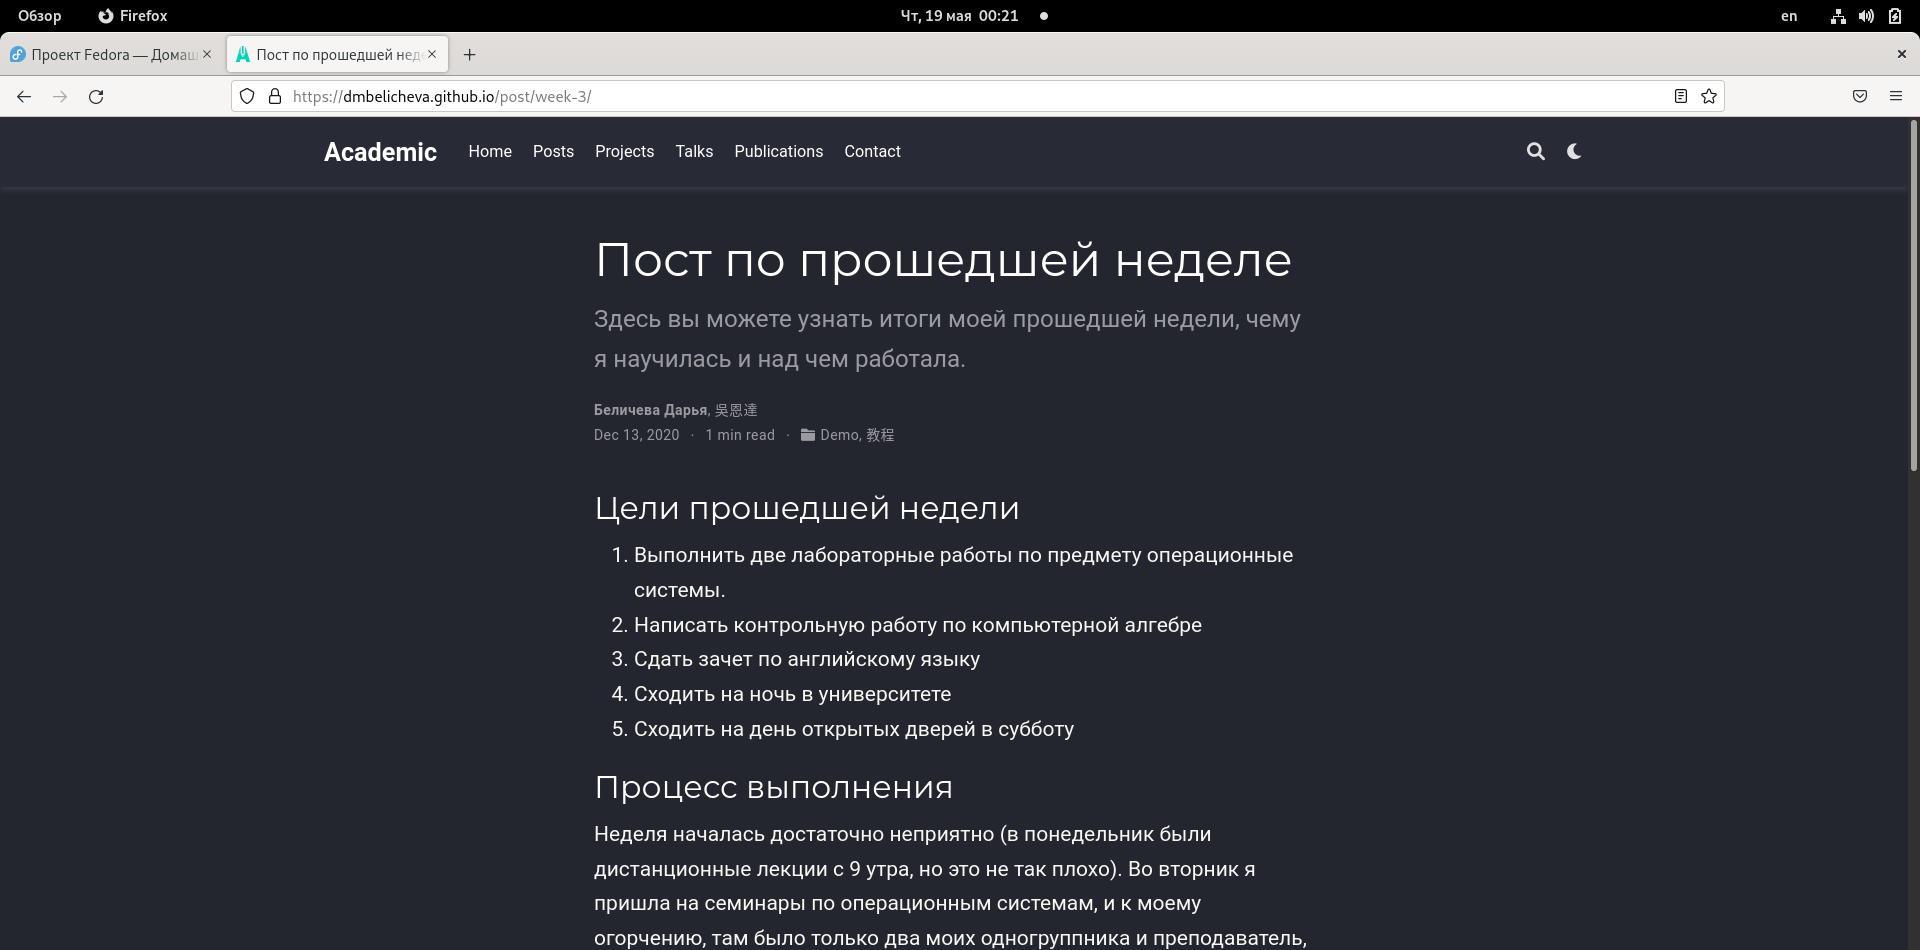 Обзор
Firefox
Чт, 19 мая 00:21
en
Проект Fedora — Домаш
Пост по прошедшей нед
https://dmbelicheva.github.io/post/week-3/
Academic
Home
Posts
Projects
Talks
Publications
Contact
Пост по прошедшей неделе
Здесь вы можете узнать итоги моей прошедшей недели, чему
я научилась и над чем работала.
Беличева Дарья, 吳恩達
Dec 13, 2020 · 1 min read · Demo, 教程
Цели прошедшей недели
1. Выполнить две лабораторные работы по предмету операционные
системы.
2. Написать контрольную работу по компьютерной алгебре
3. Сдать зачет по английскому языку
4. Сходить на ночь в университете
5. Сходить на день открытых дверей в субботу
Процесс выполнения
Неделя началась достаточно неприятно (в понедельник были
дистанционные лекции с 9 утра, но это не так плохо). Во вторник я
пришла на семинары по операционным системам, и к моему
огорчению, там было только два моих одногруппника и преподаватель,